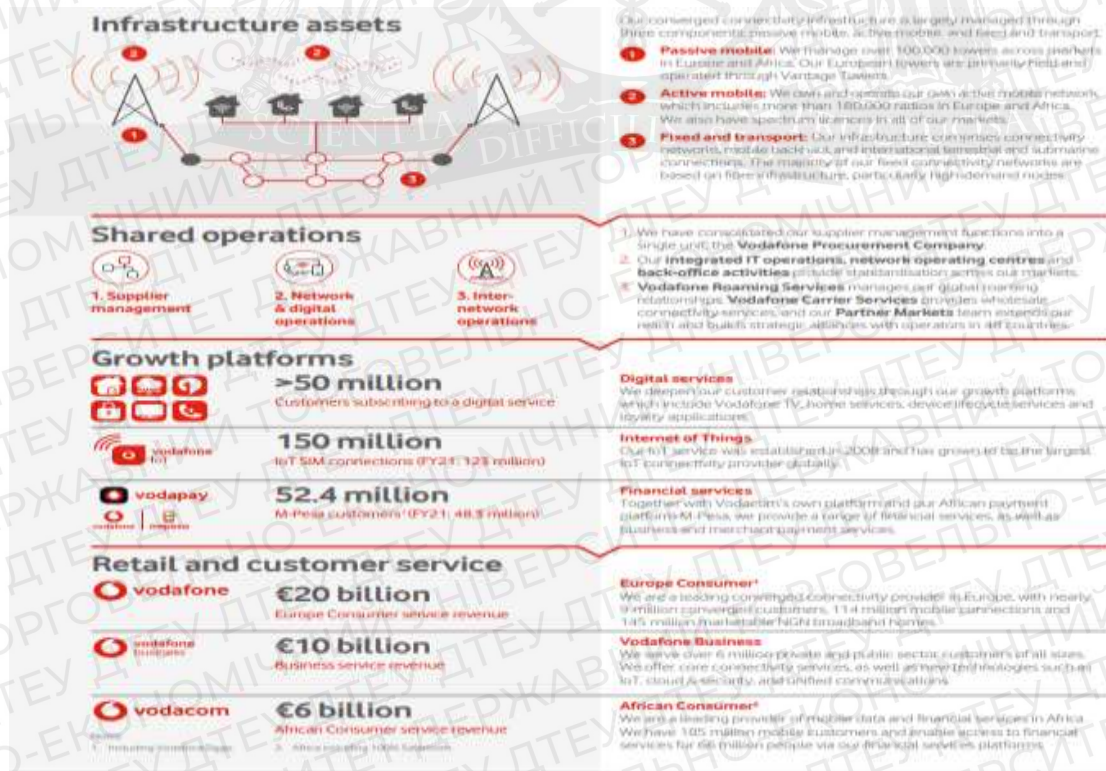 Infrastructure assets
2
2
1
3
Our converged connectivity infrastructure is largely managed through
three components: passive mobile, active mobile, and fixed and transport.
1 Passive mobile: We manage over 100,000 towers across markets
in Europe and Africa. Our European towers are primarily held and
operated through Vantage Towers.
2 Active mobile: We own and operate our own active mobile network,
which includes more than 180,000 radios in Europe and Africa.
We also have spectrum licences in all of our markets.
3 Fixed and transport: Our infrastructure comprises connectivity
networks, mobile backhaul, and international terrestrial and submarine
connections. The majority of our fixed connectivity networks are
based on fibre infrastructure, particularly high-demand nodes.
SCIENTIA DIFFICILE
Shared operations
1. Supplier
management
2. Network
& digital
operations
3. Inter-
network
operations
1. We have consolidated our supplier management functions into a
single unit, the Vodafone Procurement Company.
2. Our integrated IT operations, network operating centres and
back-office activities provide standardisation across our markets.
3. Vodafone Roaming Services manages our global roaming
relationships. Vodafone Carrier Services provides wholesale
connectivity services, and our Partner Markets team extends our
reach and builds strategic alliances with operators in countries.
Growth platforms
>50 million
Customers subscribing to a digital service
Digital services
We deepen our customer relationships through our growth platforms
which include Vodafone TV, home services, device lifecycle services and
loyalty applications.
vodafone
IoT
150 million
IoT SIM connections (FY21: 123 million)
Internet of Things
Our IoT service was established in 2008 and has grown to be the largest
IoT connectivity provider globally.
vodapay
52.4 million
M-Pesa customers¹ (FY21: 48.3 million)
Financial services
Together with Vodacom's own platform and our African payment
platform M-Pesa, we provide a range of financial services, as well as
business and merchant payment services.
Retail and customer service
vodafone
€20 billion
Europe Consumer service revenue
Europe Consumer
We are a leading converged connectivity provider in Europe, with nearly
9 million converged customers, 114 million mobile connections and
145 million marketable NGN broadband homes.
vodafone
business
€10 billion
Business service revenue
Vodafone Business
We serve over 6 million private and public sector customers of all sizes.
We offer core connectivity services, as well as new technologies such as
IoT, cloud & security, and unified communications.
vodacom
€6 billion
African Consumer service revenue
African Consumer
We are a leading provider of mobile data and financial services in Africa.
We have 185 million mobile customers and enable access to financial
services for 66 million people via our financial services platforms.